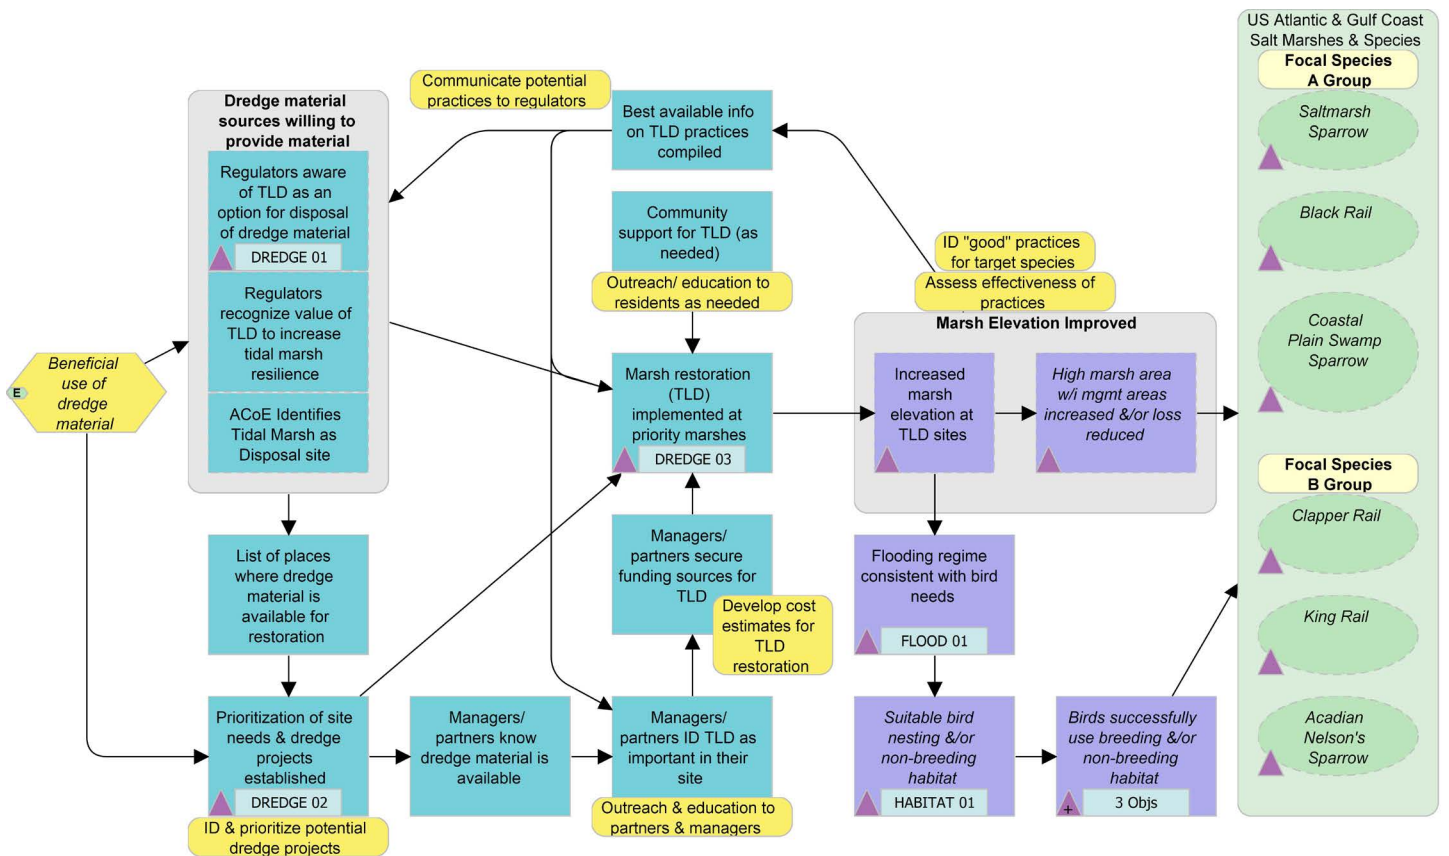 US Atlantic & Gulf Coast
Salt Marshes & Species
Focal Species
A Group
Saltmarsh
Sparrow
Black Rail
Coastal
Plain Swamp
Sparrow
Focal Species
B Group
Clapper Rail
King Rail
Acadian
Nelson's
Sparrow
Communicate potential
practices to regulators
Best available info
on TLD practices
compiled
Dredge material
sources willing to
provide material
Regulators aware
of TLD as an
option for disposal
of dredge material
DREDGE 01
Regulators
recognize value of
TLD to increase
tidal marsh
resilience
ACoE Identifies
Tidal Marsh as
Disposal site
Community
support for TLD (as
needed)
Outreach/ education to
residents as needed
ID "good" practices
for target species
Assess effectiveness of
practices
Marsh Elevation Improved
Beneficial
use of
dredge
material
E
Marsh restoration
(TLD)
implemented at
priority marshes
DREDGE 03
Increased
marsh
elevation at
TLD sites
High marsh area
w/i mgmt areas
increased &/or loss
reduced
List of places
where dredge
material is
available for
restoration
Managers/
partners secure
funding sources for
TLD
Develop cost
estimates for
TLD
restoration
Flooding regime
consistent with bird
needs
FLOOD 01
Prioritization of site
needs & dredge
projects
established
DREDGE 02
ID & prioritize potential
dredge projects
Managers/
partners know
dredge material is
available
Managers/
partners ID TLD as
important in their
site
Outreach & education to
partners & managers
Suitable bird
nesting &/or
non-breeding
habitat
HABITAT 01
Birds successfully
use breeding &/or
non-breeding
habitat
+
3 Objs